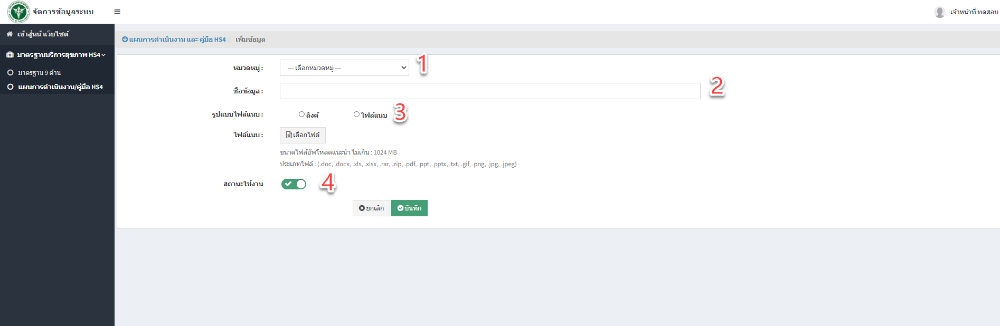 จัดการข้อมูลระบบ
เจ้าหน้าที่ ทดสอบ
เข้าสู่หน้าเว็บไซต์
แผนการดำเนินงาน และ คู่มือ HS4 / เพิ่มข้อมูล
มาตรฐานบริการสุขภาพ HS4
มาตรฐาน 9 ด้าน
แผนการดำเนินงาน/คู่มือ HS4
หมวดหมู่ : --- เลือกหมวดหมู่ --- 1
ชื่อข้อมูล : 2
รูปแบบไฟล์แนบ : ลิงค์ ไฟล์แนบ 3
ไฟล์แนบ : เลือกไฟล์
ขนาดไฟล์อัพโหลดแนะนำ ไม่เกิน : 1024 MB
ประเภทไฟล์ : (.doc, .docx, .xls, .xlsx, .rar, .zip, .pdf, .ppt, .pptx, .txt, .gif, .png, .jpg, .jpeg)
สถานะใช้งาน 4
ยกเลิก บันทึก